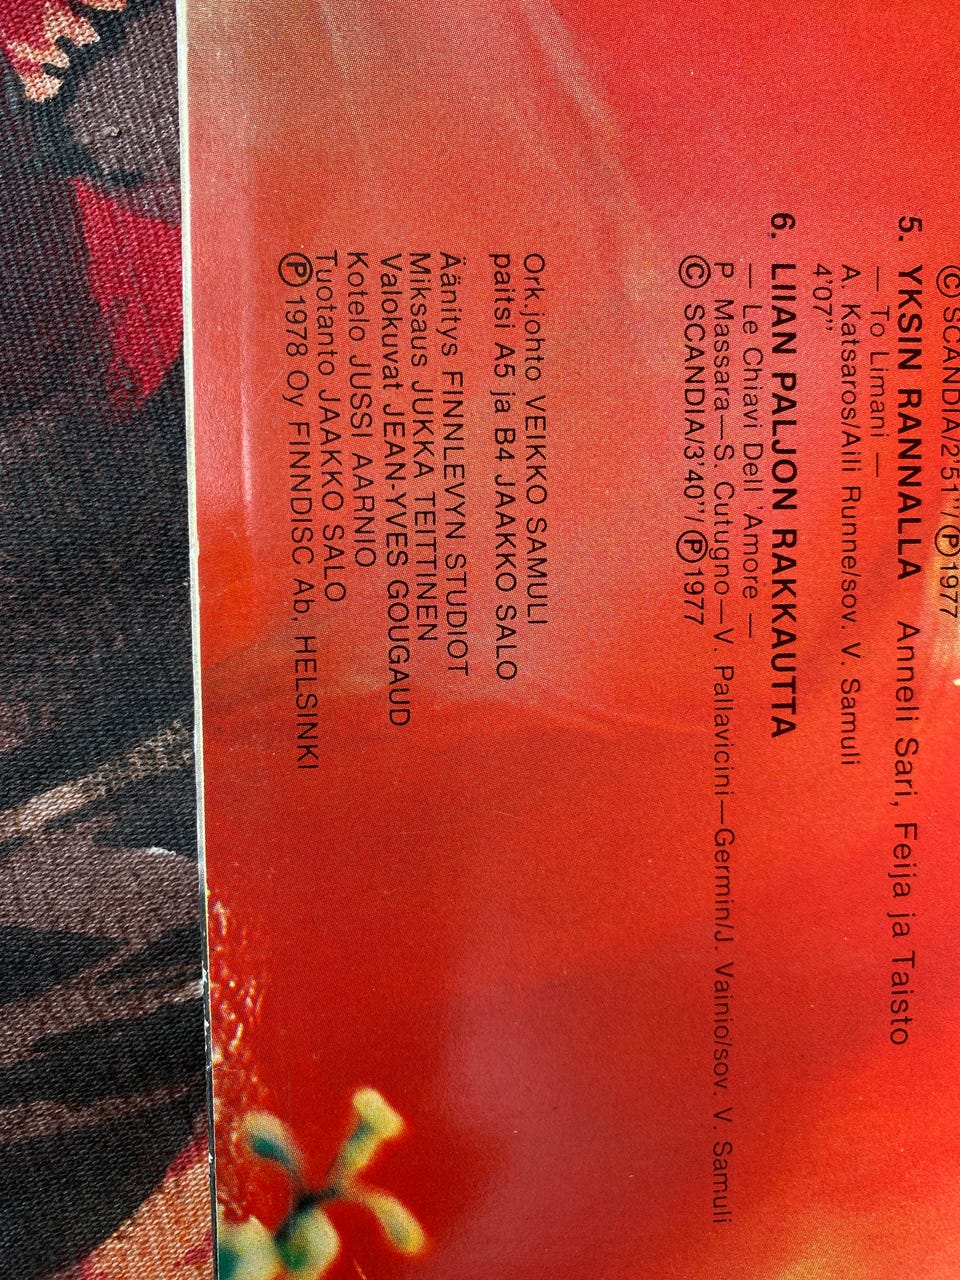 Ⓒ SCANDIA/2'51''/Ⓟ 1977
5. YKSIN RANNALLA Anneli Sari, Feija ja Taisto
— To Limani —
A. Katsaros/Aili Runne/sov. V. Samuli
4'07''
6. LIIAN PALJON RAKKAUTTA
— Le Chiavi Dell 'Amore —
P. Massara—S. Cutugno—V. Pallavicini—Germin/J. Vainio/sov. V. Samuli
Ⓒ SCANDIA/3'40''/Ⓟ 1977
Ork.johto VEIKKO SAMULI
paitsi A5 ja B4 JAAKKO SALO
Äänitys FINNLEVYN STUDIOT
Miksaus JUKKA TEITTINEN
Valokuvat JEAN-YVES GOUGAUD
Kotelo JUSSI AARNIO
Tuotanto JAAKKO SALO
Ⓟ 1978 Oy FINNDISC Ab, HELSINKI